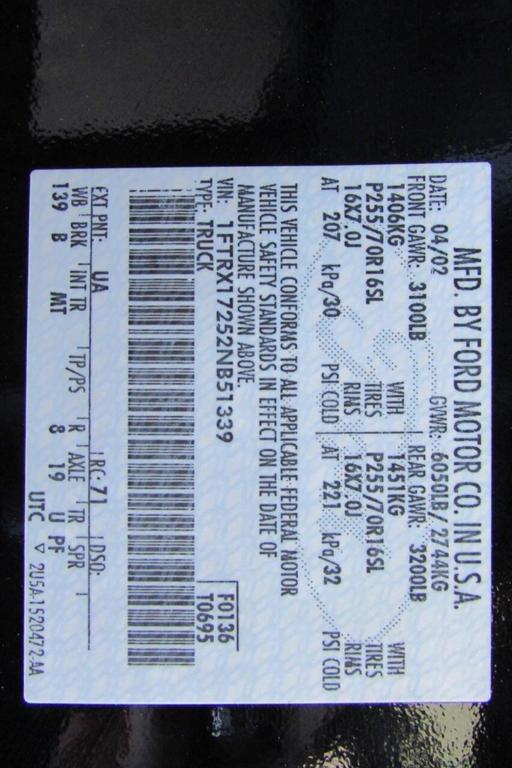 MFD. BY FORD MOTOR CO. IN U.S.A.
DATE: 04/02 GVWR: 6050LB/2744KG
FRONT GAWR: 3100LB REAR GAWR: 3200LB
1406KG WITH 1451KG WITH
P255/70R16SL TIRES P255/70R16SL TIRES
16X7.0J RIMS 16X7.0J RIMS
AT 207 kPa/30 PSI COLD AT 221 kPa/32 PSI COLD
THIS VEHICLE CONFORMS TO ALL APPLICABLE FEDERAL MOTOR
VEHICLE SAFETY STANDARDS IN EFFECT ON THE DATE OF
MANUFACTURE SHOWN ABOVE.
VIN: 1FTRX17252NB51339 F0136
TYPE: TRUCK T0695
EXT PNT: UA RC: 71 DSO:
WB BRK INT TR TP/PS R AXLE TR SPR
139 B MT 8 19 U PF
UTC ▽ 2U5A-1520472-AA